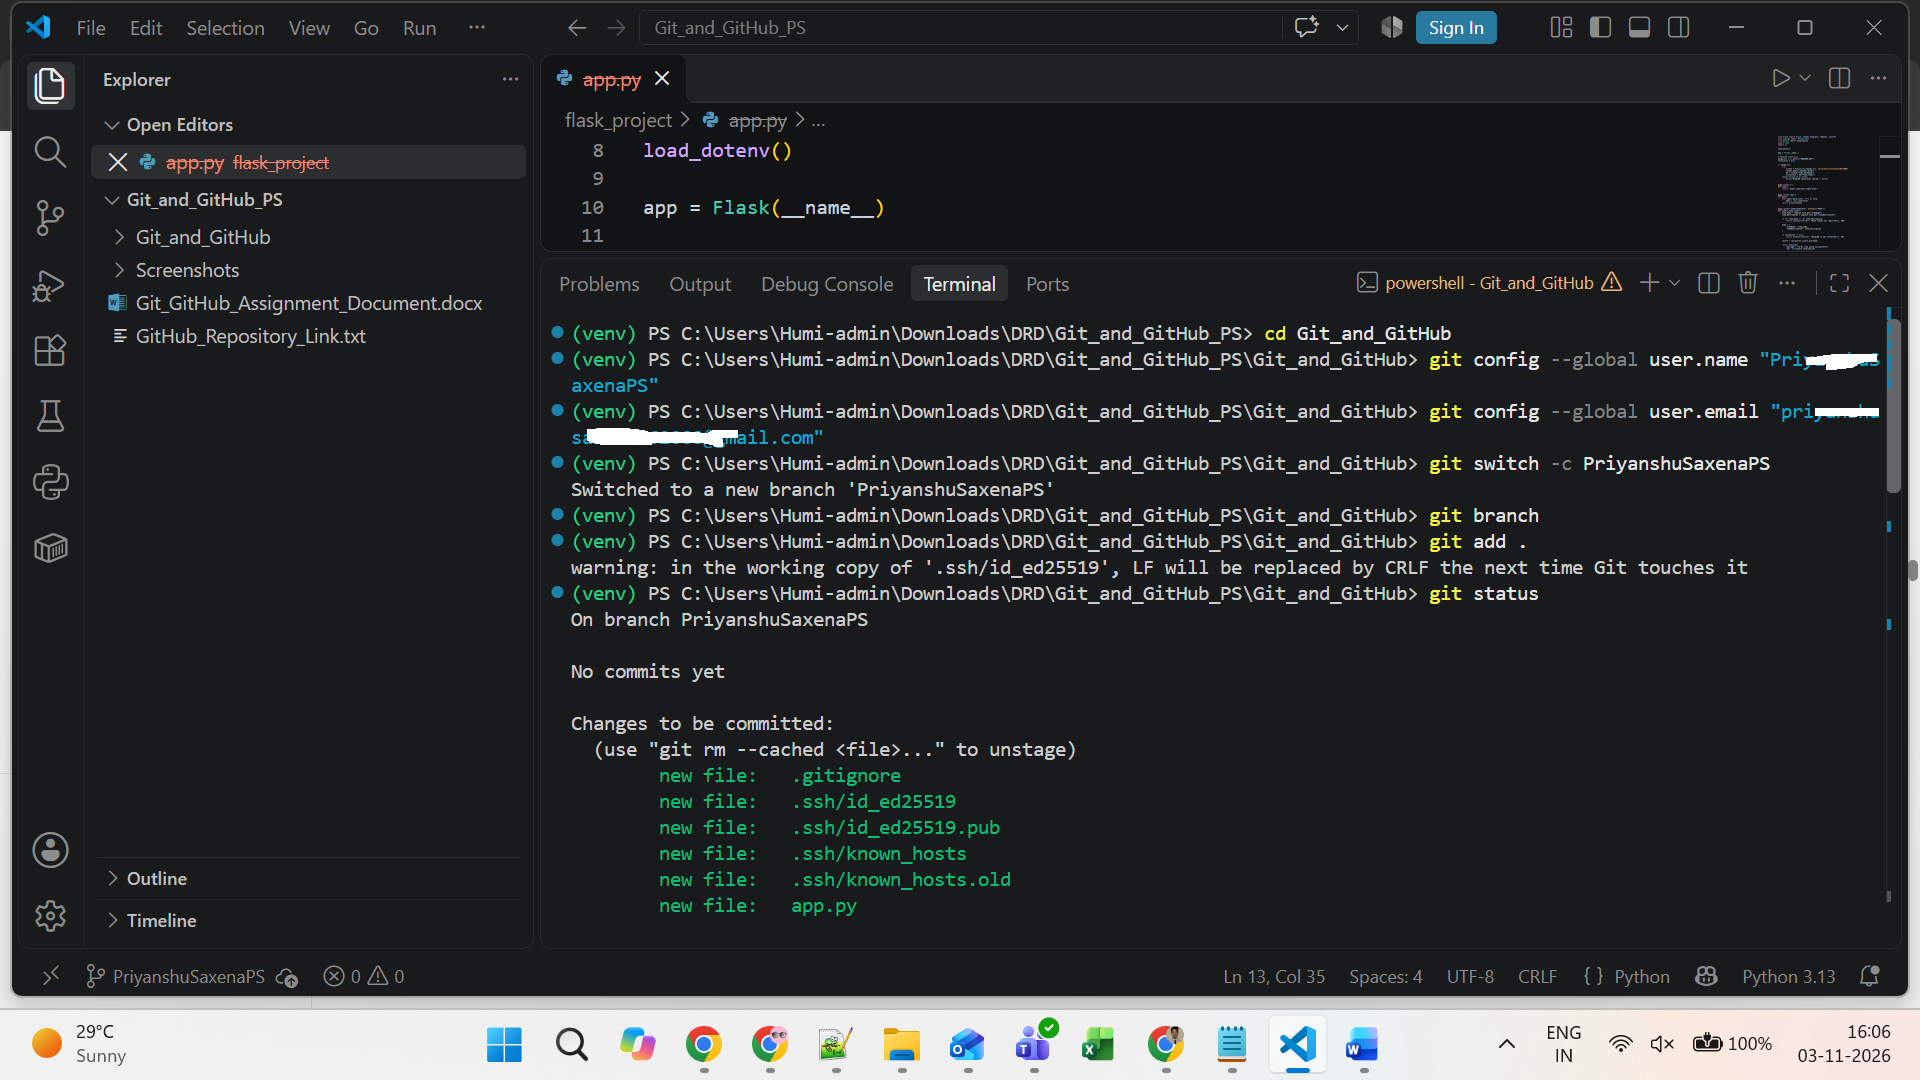 File Edit Selection View Go Run ···
Git_and_GitHub_PS
Sign In
Explorer
Open Editors
app.py flask_project
Git_and_GitHub_PS
Git_and_GitHub
Screenshots
Git_GitHub_Assignment_Document.docx
GitHub_Repository_Link.txt
Outline
Timeline
app.py
flask_project > app.py > ...
8 load_dotenv()
9
10 app = Flask(__name__)
11
Problems Output Debug Console Terminal Ports
powershell - Git_and_GitHub
(venv) PS C:\Users\Humi-admin\Downloads\DRD\Git_and_GitHub_PS> cd Git_and_GitHub
(venv) PS C:\Users\Humi-admin\Downloads\DRD\Git_and_GitHub_PS\Git_and_GitHub> git config --global user.name "Pri
axenaPS"
(venv) PS C:\Users\Humi-admin\Downloads\DRD\Git_and_GitHub_PS\Git_and_GitHub> git config --global user.email "pri
mail.com"
(venv) PS C:\Users\Humi-admin\Downloads\DRD\Git_and_GitHub_PS\Git_and_GitHub> git switch -c PriyanshuSaxenaPS
Switched to a new branch 'PriyanshuSaxenaPS'
(venv) PS C:\Users\Humi-admin\Downloads\DRD\Git_and_GitHub_PS\Git_and_GitHub> git branch
(venv) PS C:\Users\Humi-admin\Downloads\DRD\Git_and_GitHub_PS\Git_and_GitHub> git add .
warning: in the working copy of '.ssh/id_ed25519', LF will be replaced by CRLF the next time Git touches it
(venv) PS C:\Users\Humi-admin\Downloads\DRD\Git_and_GitHub_PS\Git_and_GitHub> git status
On branch PriyanshuSaxenaPS
No commits yet
Changes to be committed:
(use "git rm --cached <file>..." to unstage)
new file: .gitignore
new file: .ssh/id_ed25519
new file: .ssh/id_ed25519.pub
new file: .ssh/known_hosts
new file: .ssh/known_hosts.old
new file: app.py
PriyanshuSaxenaPS 0 0
Ln 13, Col 35 Spaces: 4 UTF-8 CRLF { } Python Python 3.13
29°C
Sunny
ENG
IN
100%
16:06
03-11-2026